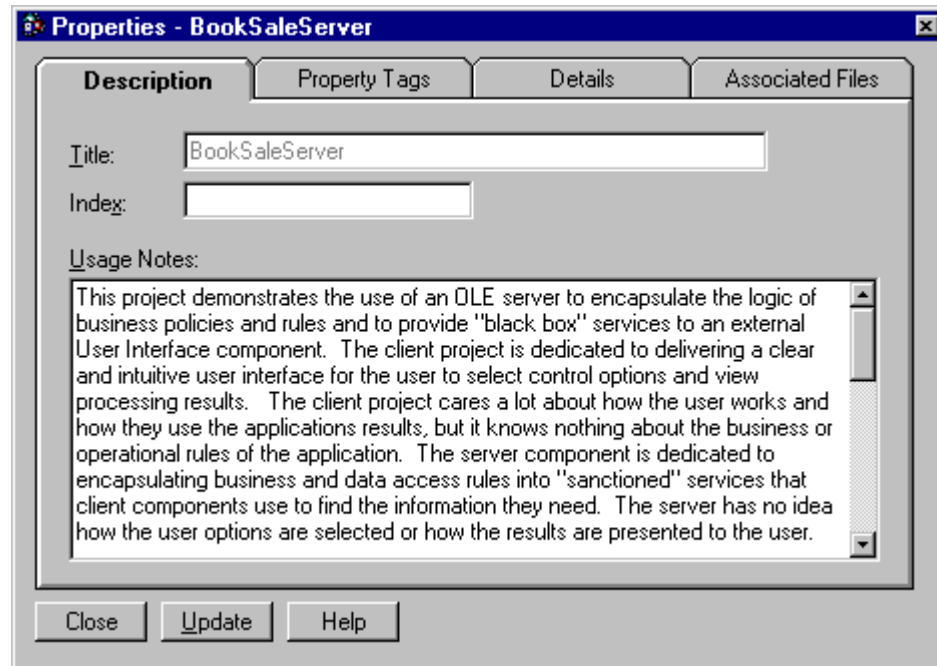 Properties - BookSaleServer
Description Property Tags Details Associated Files
Title: BookSaleServer
Index:
Usage Notes:
This project demonstrates the use of an OLE server to encapsulate the logic of
business policies and rules and to provide "black box" services to an external
User Interface component.  The client project is dedicated to delivering a clear
and intuitive user interface for the user to select control options and view
processing results.   The client project cares a lot about how the user works and
how they use the applications results, but it knows nothing about the business or
operational rules of the application.  The server component is dedicated to
encapsulating business and data access rules into "sanctioned" services that
client components use to find the information they need.  The server has no idea
how the user options are selected or how the results are presented to the user.
Close Update Help